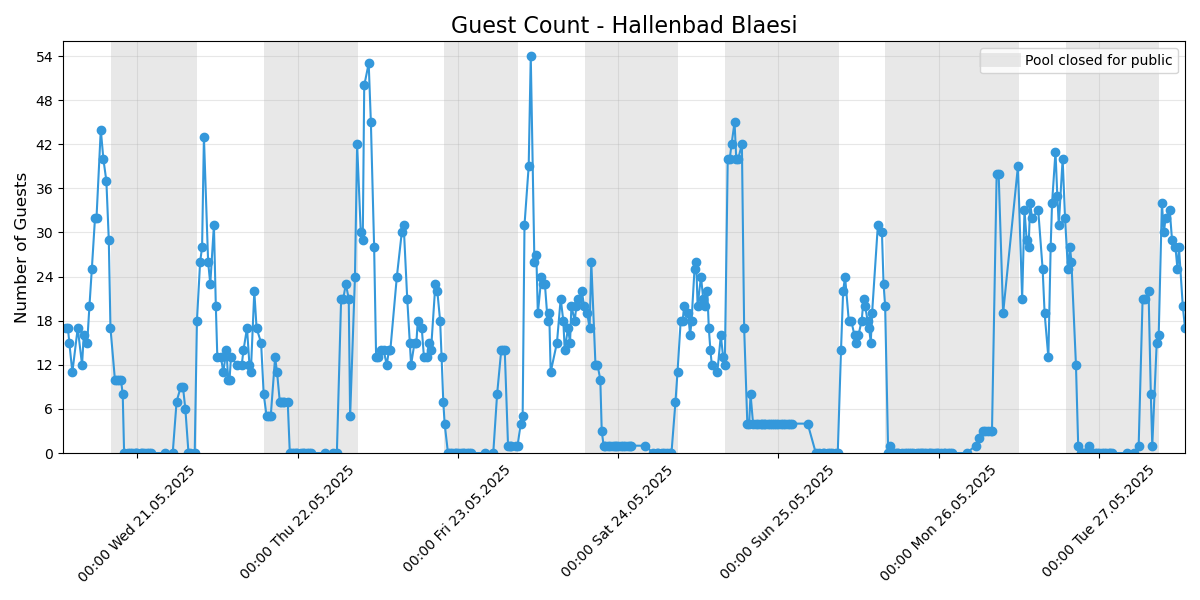 Guest Count - Hallenbad Blaesi
Pool closed for public
Number of Guests
54
48
42
36
30
24
18
12
6
0
00:00 Wed 21.05.2025
00:00 Thu 22.05.2025
00:00 Fri 23.05.2025
00:00 Sat 24.05.2025
00:00 Sun 25.05.2025
00:00 Mon 26.05.2025
00:00 Tue 27.05.2025